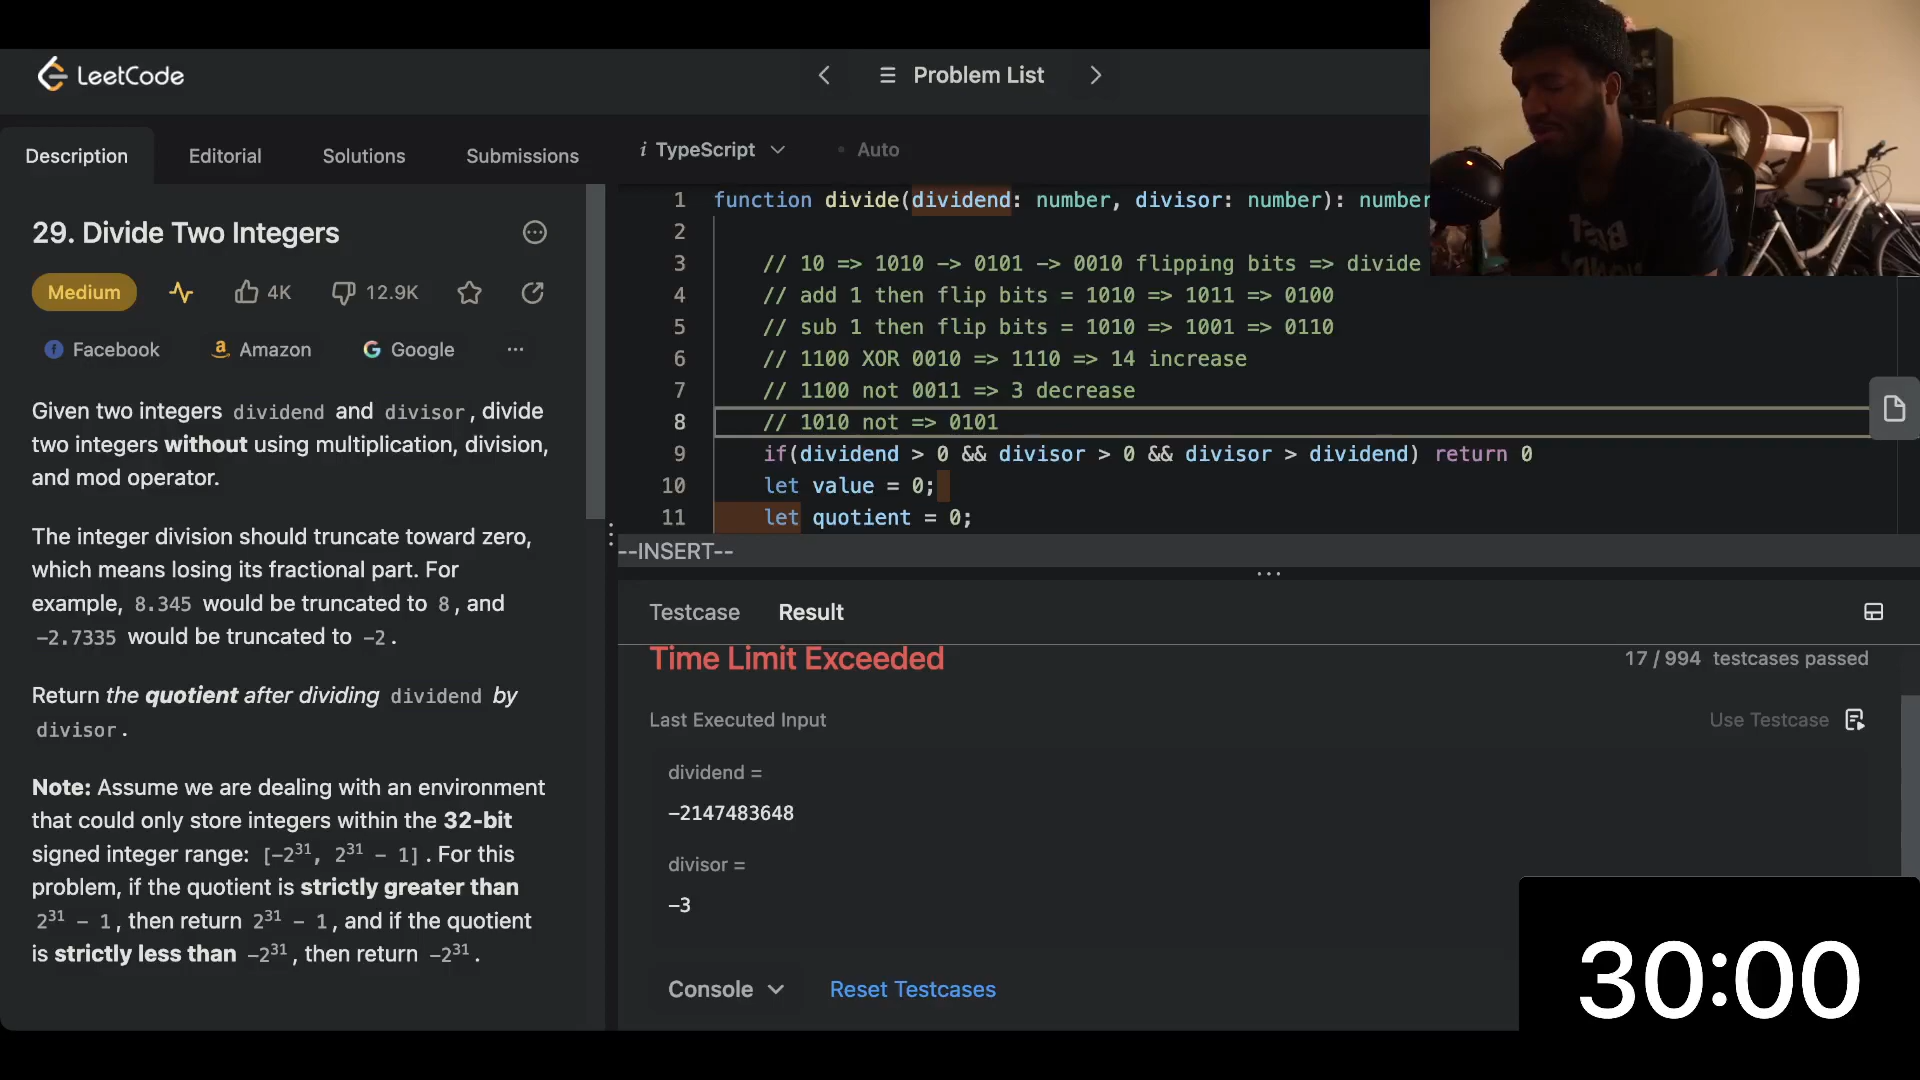 LeetCode
Problem List
Description
Editorial
Solutions
Submissions
TypeScript
Auto
29. Divide Two Integers
Medium
4K
12.9K
Facebook
Amazon
Google
Given two integers dividend and divisor, divide
two integers without using multiplication, division,
and mod operator.
The integer division should truncate toward zero,
which means losing its fractional part. For
example, 8.345 would be truncated to 8, and
-2.7335 would be truncated to -2.
Return the quotient after dividing dividend by
divisor.
Note: Assume we are dealing with an environment
that could only store integers within the 32-bit
signed integer range: [−2³¹, 2³¹ − 1]. For this
problem, if the quotient is strictly greater than
2³¹ − 1, then return 2³¹ − 1, and if the quotient
is strictly less than −2³¹, then return −2³¹.
1 function divide(dividend: number, divisor: number): number
2
3 // 10 => 1010 -> 0101 -> 0010 flipping bits => divide
4 // add 1 then flip bits = 1010 => 1011 => 0100
5 // sub 1 then flip bits = 1010 => 1001 => 0110
6 // 1100 XOR 0010 => 1110 => 14 increase
7 // 1100 not 0011 => 3 decrease
8 // 1010 not => 0101
9 if(dividend > 0 && divisor > 0 && divisor > dividend) return 0
10 let value = 0;
11 let quotient = 0;
--INSERT--
Testcase
Result
Time Limit Exceeded
17 / 994 testcases passed
Last Executed Input
Use Testcase
dividend =
-2147483648
divisor =
-3
Console
Reset Testcases
30:00